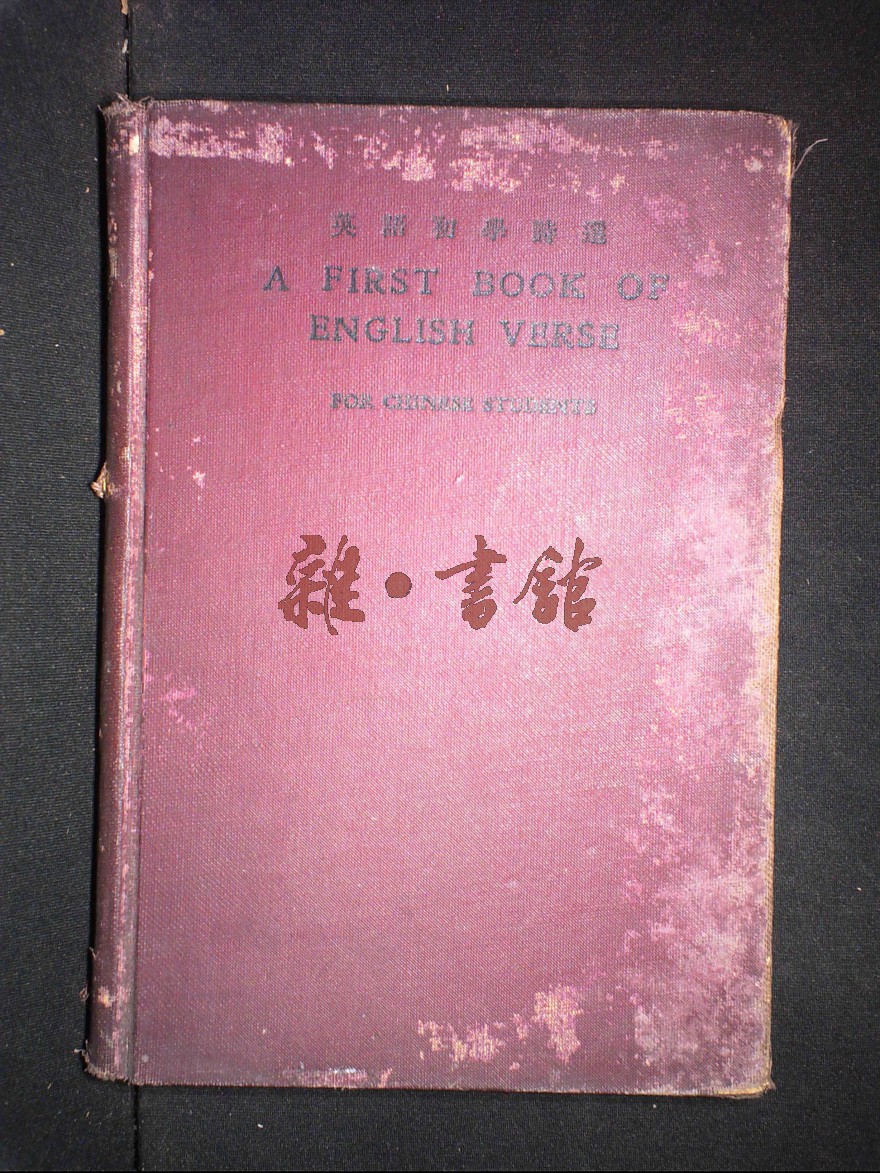 英語初學詩選
A FIRST BOOK OF
ENGLISH VERSE
FOR CHINESE STUDENTS
雜•書館